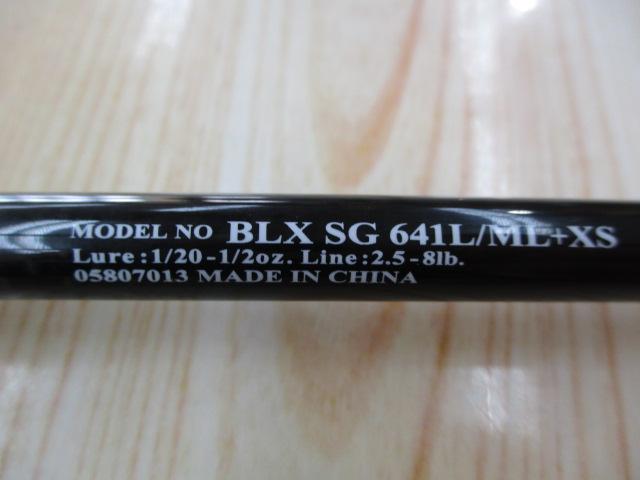 MODEL NO BLX SG 641L/ML+XS
Lure:1/20-1/2oz. Line:2.5-8lb.
05807013 MADE IN CHINA